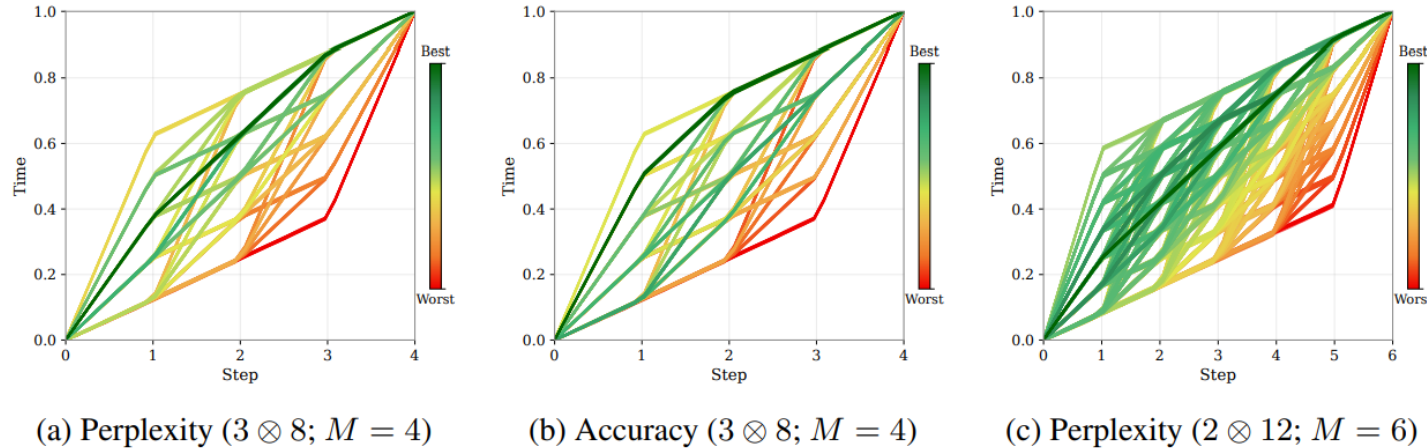 1.0
0.8
0.6
0.4
0.2
0.0
Time
0 1 2 3 4
Step
Best
Worst
(a) Perplexity (3 ⊗ 8; M = 4)
1.0
0.8
0.6
0.4
0.2
0.0
Time
0 1 2 3 4
Step
Best
Worst
(b) Accuracy (3 ⊗ 8; M = 4)
1.0
0.8
0.6
0.4
0.2
0.0
Time
0 1 2 3 4 5 6
Step
Best
Worst
(c) Perplexity (2 ⊗ 12; M = 6)